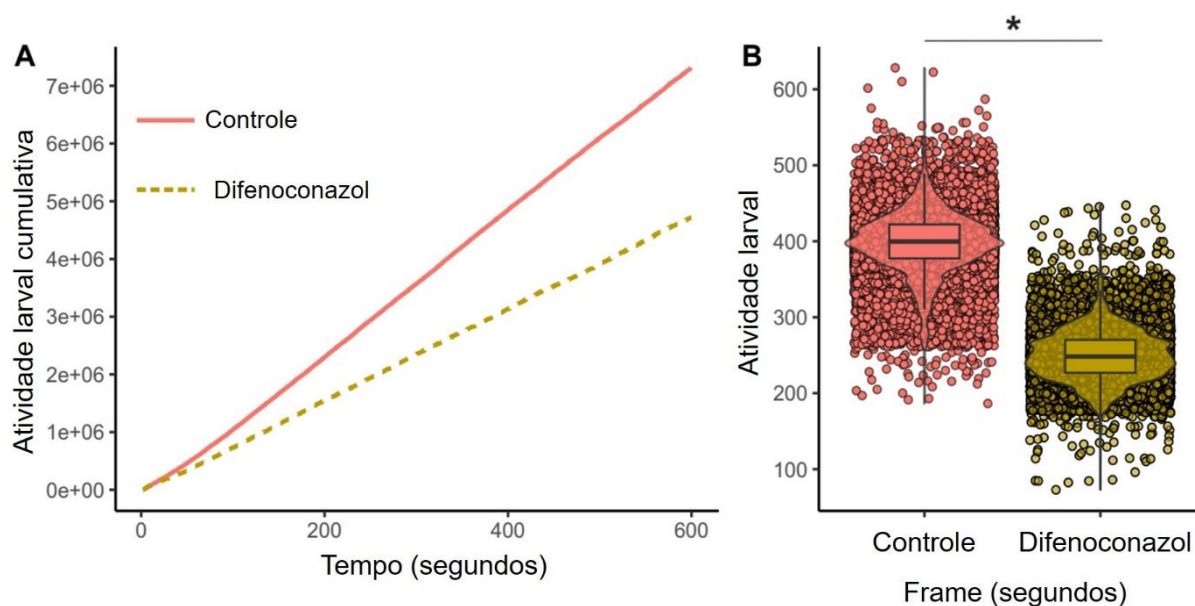 A
Atividade larval cumulativa
7e+06
6e+06
5e+06
4e+06
3e+06
2e+06
1e+06
0e+00
Controle
Difenoconazol
0
200
400
600
Tempo (segundos)
B
*
Atividade larval
600
500
400
300
200
100
Controle
Difenoconazol
Frame (segundos)